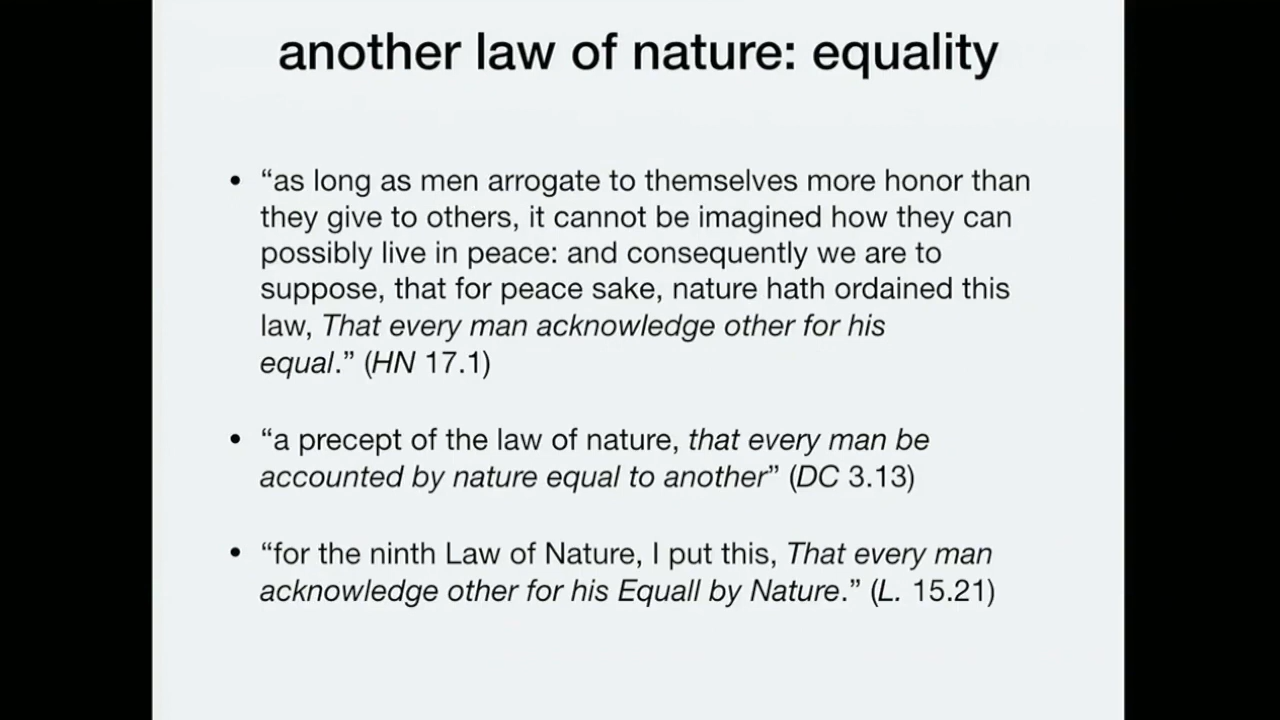 another law of nature: equality
• “as long as men arrogate to themselves more honor than
they give to others, it cannot be imagined how they can
possibly live in peace: and consequently we are to
suppose, that for peace sake, nature hath ordained this
law, That every man acknowledge other for his
equal.” (HN 17.1)
• “a precept of the law of nature, that every man be
accounted by nature equal to another” (DC 3.13)
• “for the ninth Law of Nature, I put this, That every man
acknowledge other for his Equall by Nature.” (L. 15.21)